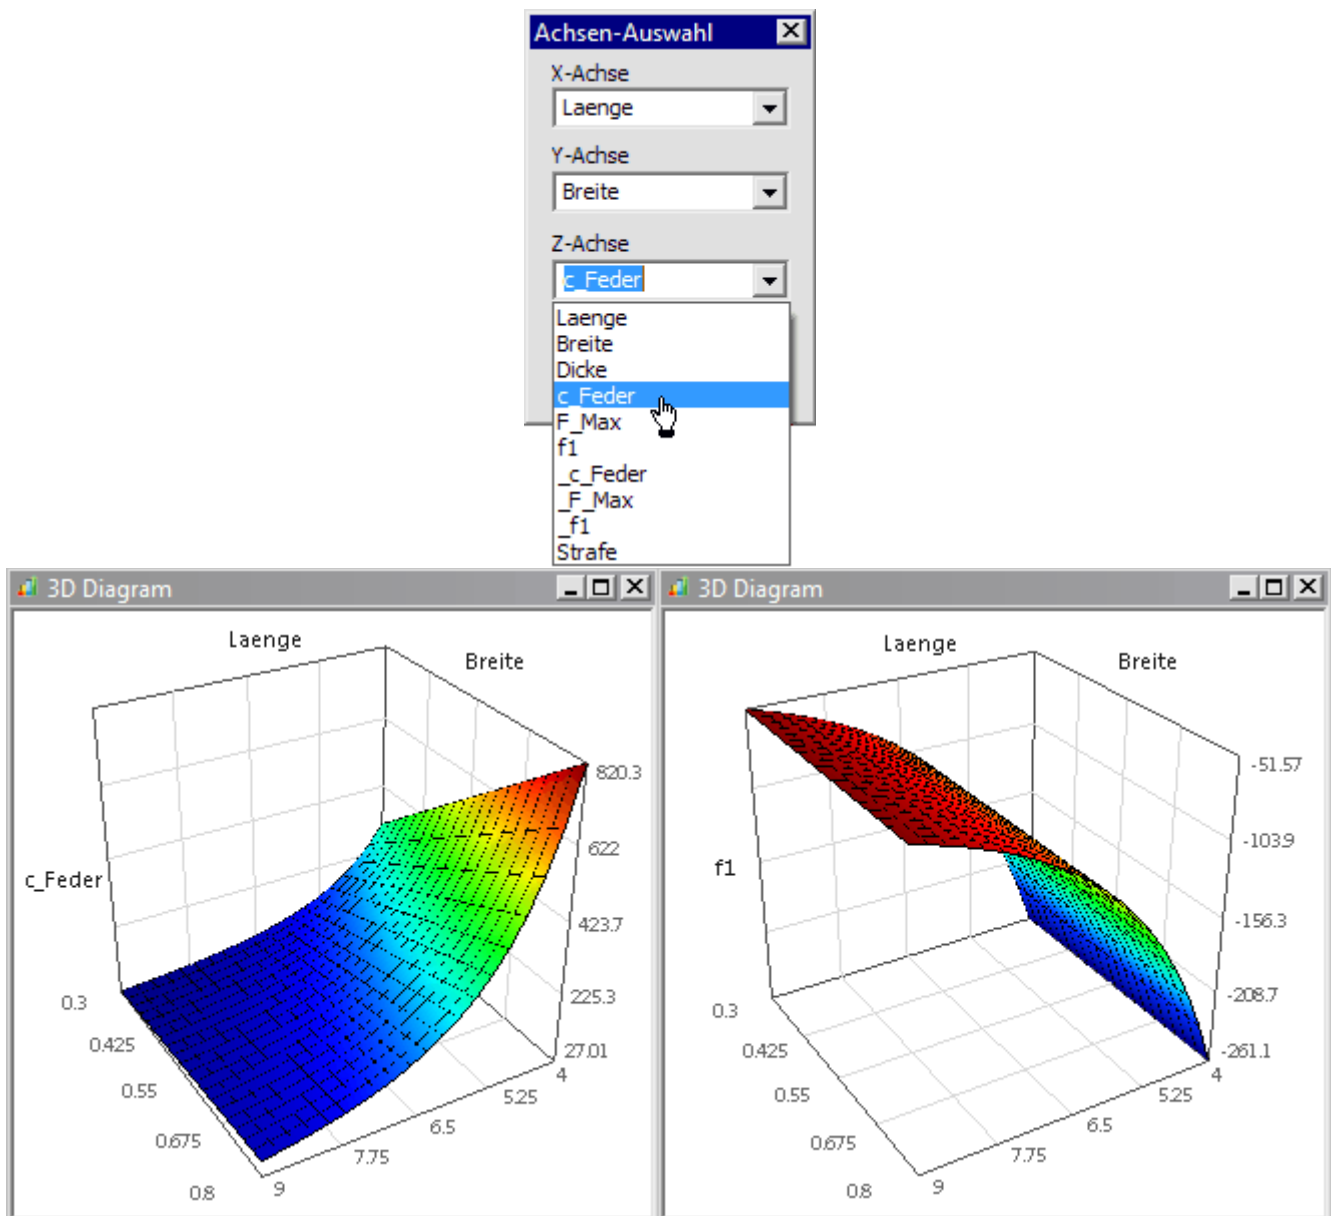 Achsen-Auswahl
X-Achse
Laenge
Y-Achse
Breite
Z-Achse
c_Feder
Laenge
Breite
Dicke
c_Feder
F_Max
f1
_c_Feder
_F_Max
_f1
Strafe
3D Diagram
Laenge
Breite
820.3
622
423.7
225.3
27.01
c_Feder
0.3
0.425
0.55
0.675
0.8
9
7.75
6.5
5.25
4
3D Diagram
Laenge
Breite
-51.57
-103.9
-156.3
-208.7
-261.1
f1
0.3
0.425
0.55
0.675
0.8
9
7.75
6.5
5.25
4